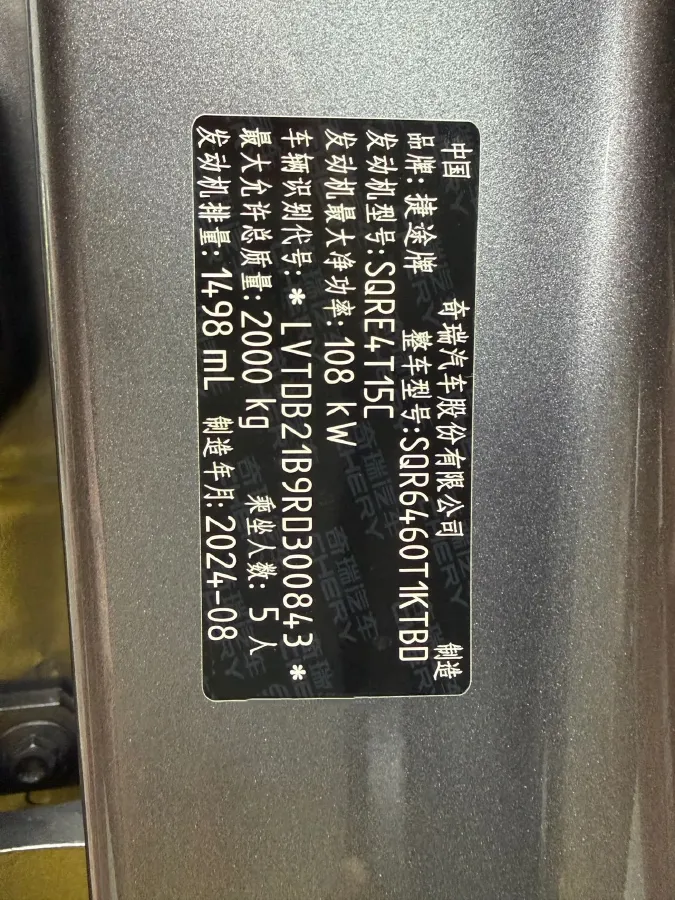 中国 奇瑞汽车股份有限公司 制造
品牌: 捷途牌 整车型号:SQR6460T1KTBD
发动机型号:SQRE4T15C
发动机最大净功率:108 kW
车辆识别代号:*LVTDB21B9RD300843*
最大允许总质量:2000 kg 乘坐人数: 5 人
发动机排量:1498 mL 制造年月:2024-08